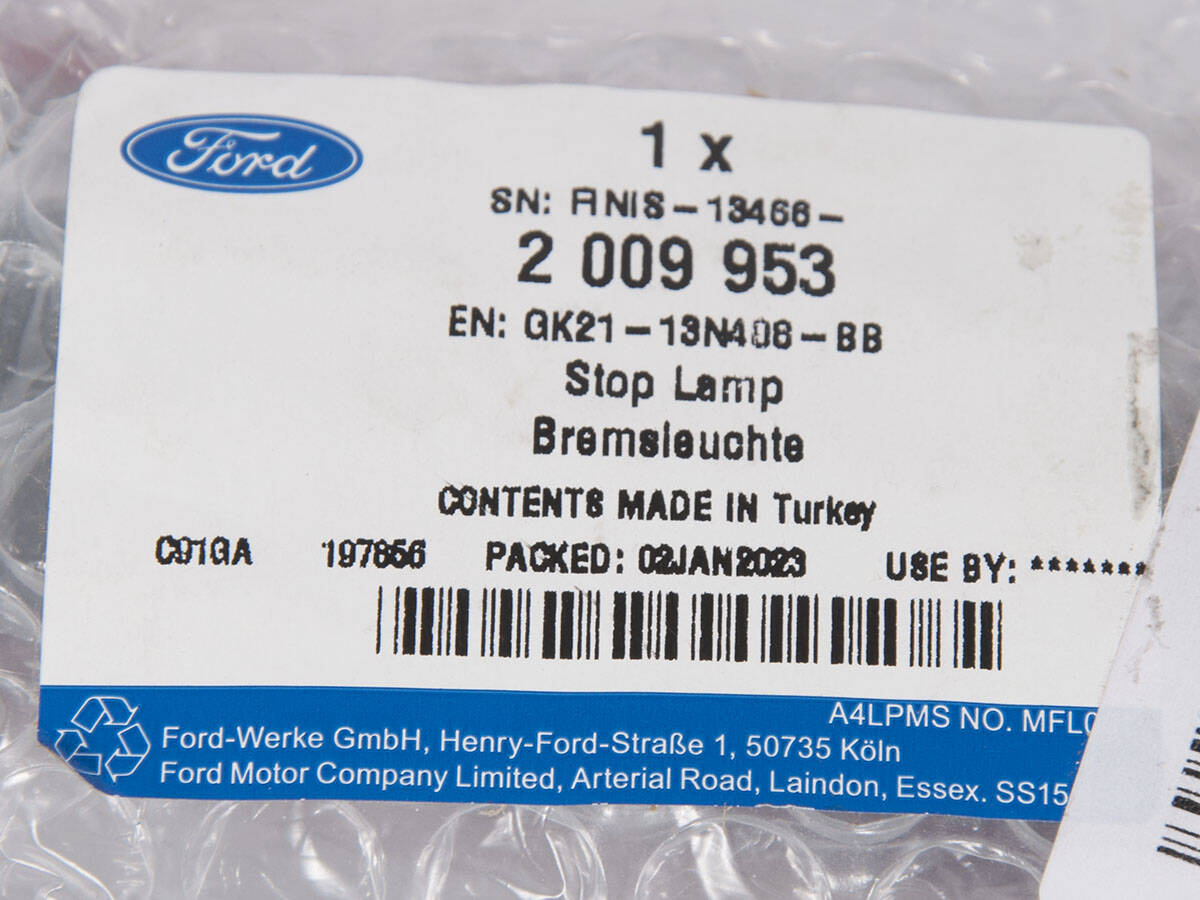 Ford
1 x
SN: FINIS-13466-
2 009 953
EN: GK21-13N408-BB
Stop Lamp
Bremsleuchte
CONTENTS MADE IN Turkey
C01GA 197656 PACKED: 02JAN2023 USE BY: *******
A4LPMS NO. MFL0
Ford-Werke GmbH, Henry-Ford-Straße 1, 50735 Köln
Ford Motor Company Limited, Arterial Road, Laindon, Essex. SS15